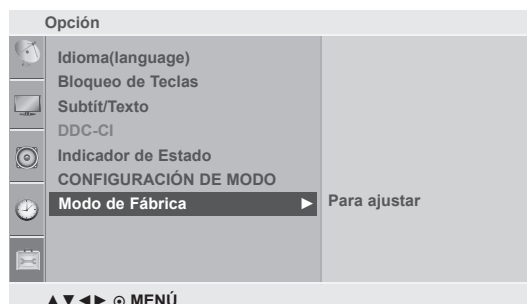 Opción
Idioma(language)
Bloqueo de Teclas
Subtít/Texto
DDC-CI
Indicador de Estado
CONFIGURACIÓN DE MODO
Modo de Fábrica ► Para ajustar
▲▼◄► ⊙ MENÚ